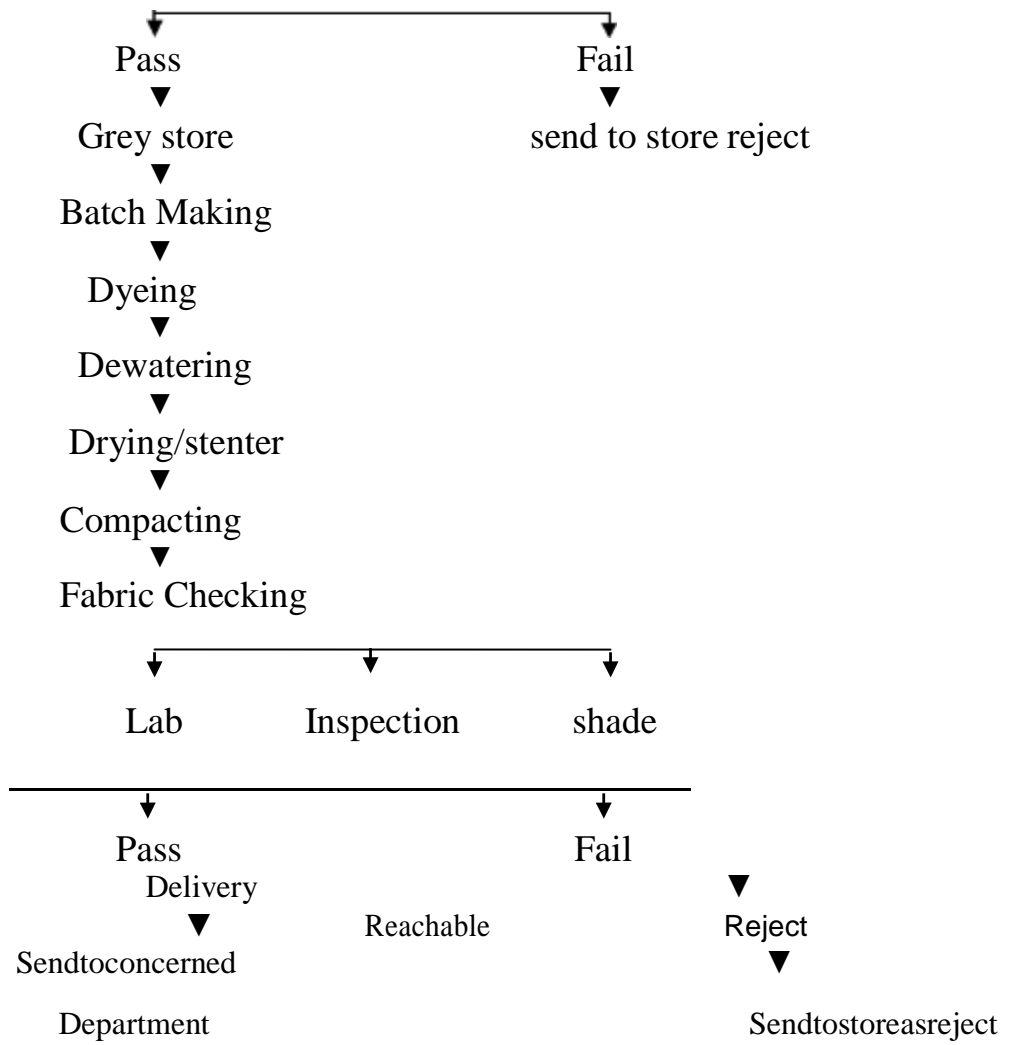 Pass Fail
Grey store send to store reject
Batch Making
Dyeing
Dewatering
Drying/stenter
Compacting
Fabric Checking
Lab Inspection shade
Pass Fail
Delivery
Reachable Reject
Sendtoconcerned
Department Sendtostoreasreject